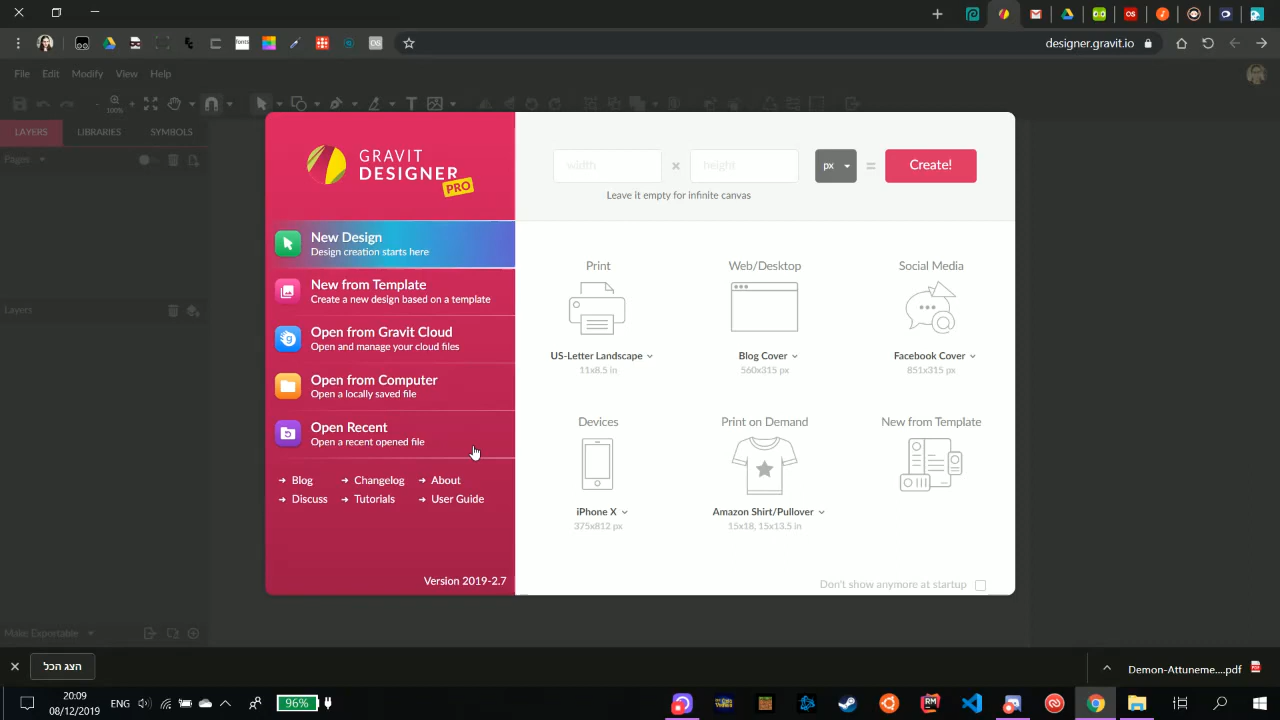 fonts
OS
designer.gravit.io
File Edit Modify View Help
100%
LAYERS LIBRARIES SYMBOLS
Pages
Layers
Make Exportable
GRAVIT
DESIGNER
PRO
New Design
Design creation starts here
New from Template
Create a new design based on a template
Open from Gravit Cloud
Open and manage your cloud files
Open from Computer
Open a locally saved file
Open Recent
Open a recent opened file
Blog Changelog About
Discuss Tutorials User Guide
Version 2019-2.7
width × height px = Create!
Leave it empty for infinite canvas
Print Web/Desktop Social Media
US-Letter Landscape Blog Cover Facebook Cover
11x8.5 in 560x315 px 851x315 px
Devices Print on Demand New from Template
iPhone X Amazon Shirt/Pullover
375x812 px 15x18, 15x13.5 in
Don't show anymore at startup
הצג הכל
Demon-Attuneme....pdf
20:09
08/12/2019
ENG
96%